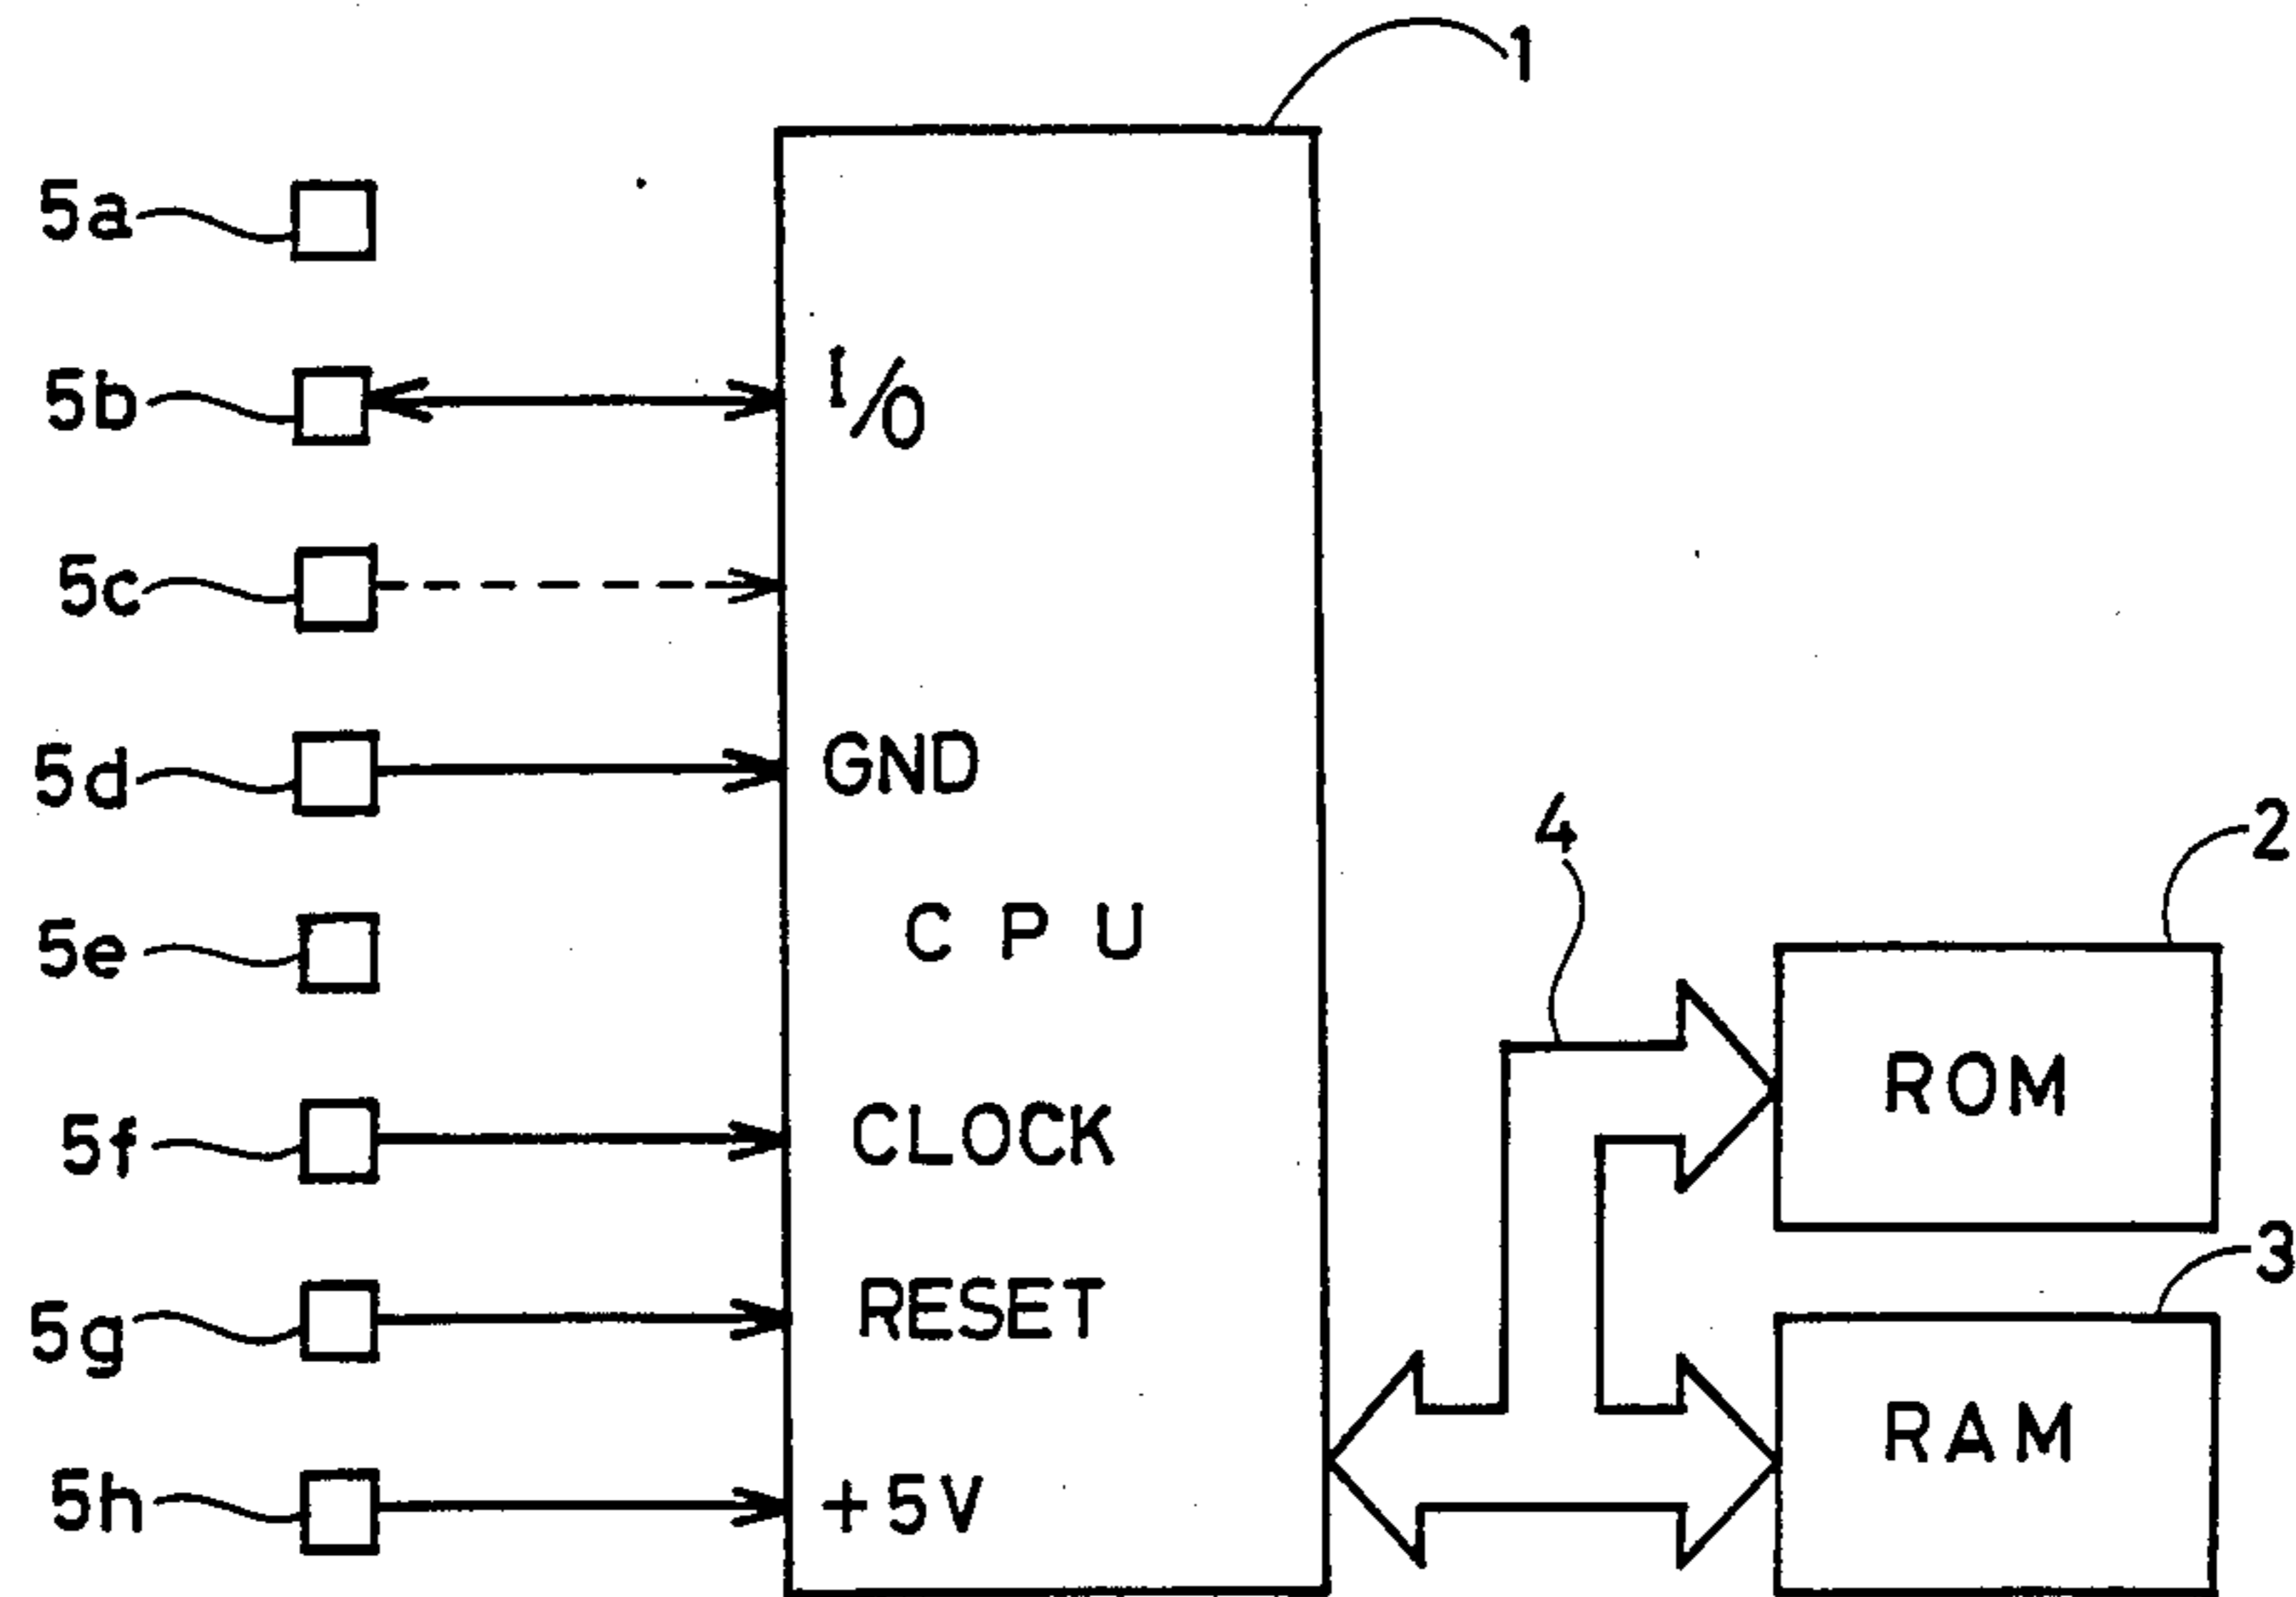 1
5a
5b
I/O
5c
5d
GND
4
2
5e
CPU
ROM
5f
CLOCK
3
5g
RESET
RAM
5h
+5V